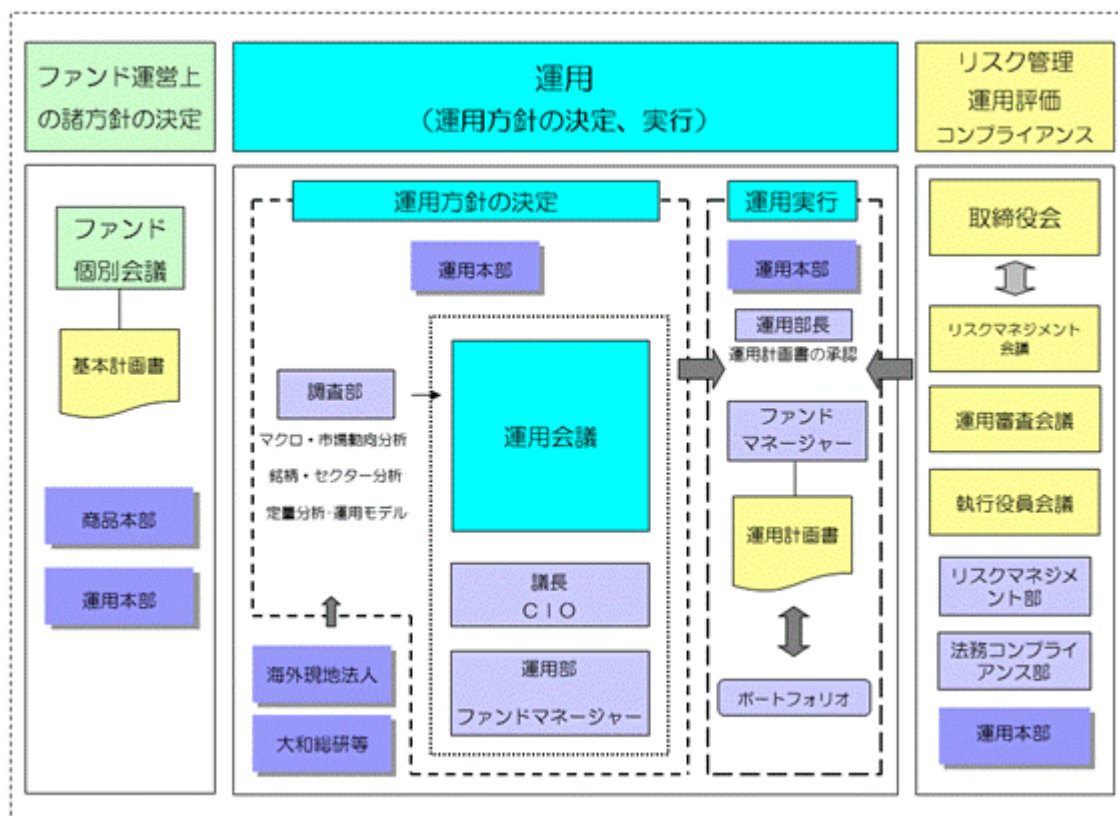 ファンド運営上
の諸方針の決定
ファンド
個別会議
基本計画書
商品本部
運用本部
運用
（運用方針の決定、実行）
運用方針の決定
運用本部
調査部
マクロ・市場動向分析
銘柄・セクター分析
定量分析・運用モデル
運用会議
議長
ＣＩＯ
運用部
ファンドマネージャー
海外現地法人
大和総研等
運用実行
運用本部
運用部長
運用計画書の承認
ファンド
マネージャー
運用計画書
ポートフォリオ
リスク管理
運用評価
コンプライアンス
取締役会
リスクマネジメント
会議
運用審査会議
執行役員会議
リスクマネジメ
ント部
法務コンプライ
アンス部
運用本部